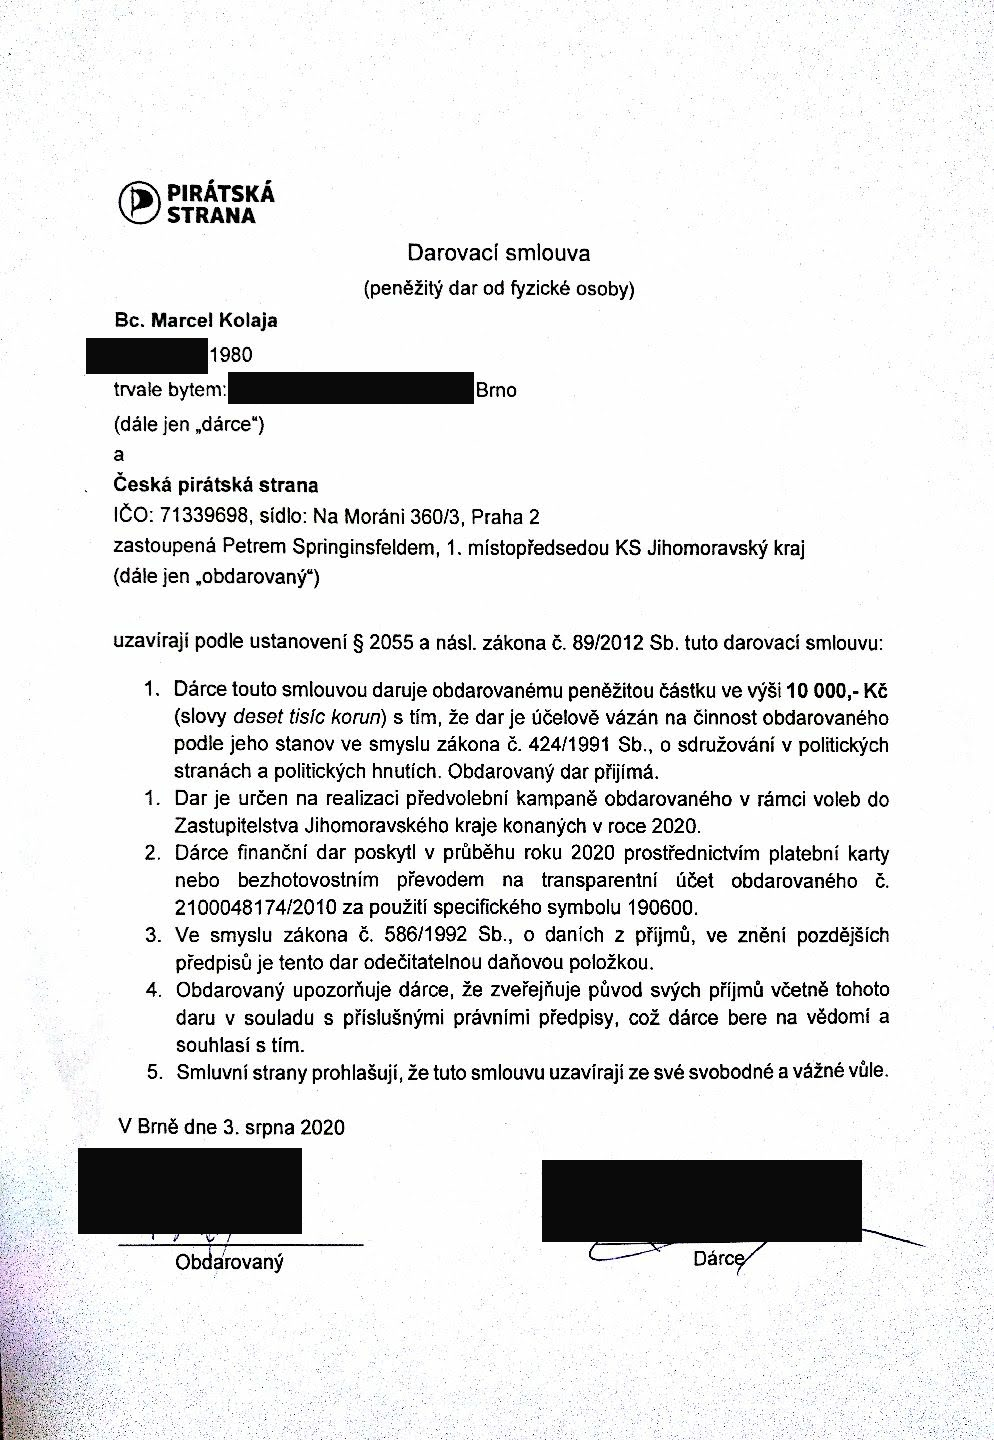 PIRÁTSKÁ
STRANA
Darovací smlouva
(peněžitý dar od fyzické osoby)
Bc. Marcel Kolaja
1980
trvale bytem: Brno
(dále jen „dárce“)
a
Česká pirátská strana
IČO: 71339698, sídlo: Na Moráni 360/3, Praha 2
zastoupená Petrem Springinsfeldem, 1. místopředsedou KS Jihomoravský kraj
(dále jen „obdarovaný“)
uzavírají podle ustanovení § 2055 a násl. zákona č. 89/2012 Sb. tuto darovací smlouvu:
1. Dárce touto smlouvou daruje obdarovanému peněžitou částku ve výši 10 000,- Kč
(slovy deset tisíc korun) s tím, že dar je účelově vázán na činnost obdarovaného
podle jeho stanov ve smyslu zákona č. 424/1991 Sb., o sdružování v politických
stranách a politických hnutích. Obdarovaný dar přijímá.
1. Dar je určen na realizaci předvolební kampaně obdarovaného v rámci voleb do
Zastupitelstva Jihomoravského kraje konaných v roce 2020.
2. Dárce finanční dar poskytl v průběhu roku 2020 prostřednictvím platební karty
nebo bezhotovostním převodem na transparentní účet obdarovaného č.
2100048174/2010 za použití specifického symbolu 190600.
3. Ve smyslu zákona č. 586/1992 Sb., o daních z příjmů, ve znění pozdějších
předpisů je tento dar odečitatelnou daňovou položkou.
4. Obdarovaný upozorňuje dárce, že zveřejňuje původ svých příjmů včetně tohoto
daru v souladu s příslušnými právními předpisy, což dárce bere na vědomí a
souhlasí s tím.
5. Smluvní strany prohlašují, že tuto smlouvu uzavírají ze své svobodné a vážné vůle.
V Brně dne 3. srpna 2020
Obdarovaný
Dárce